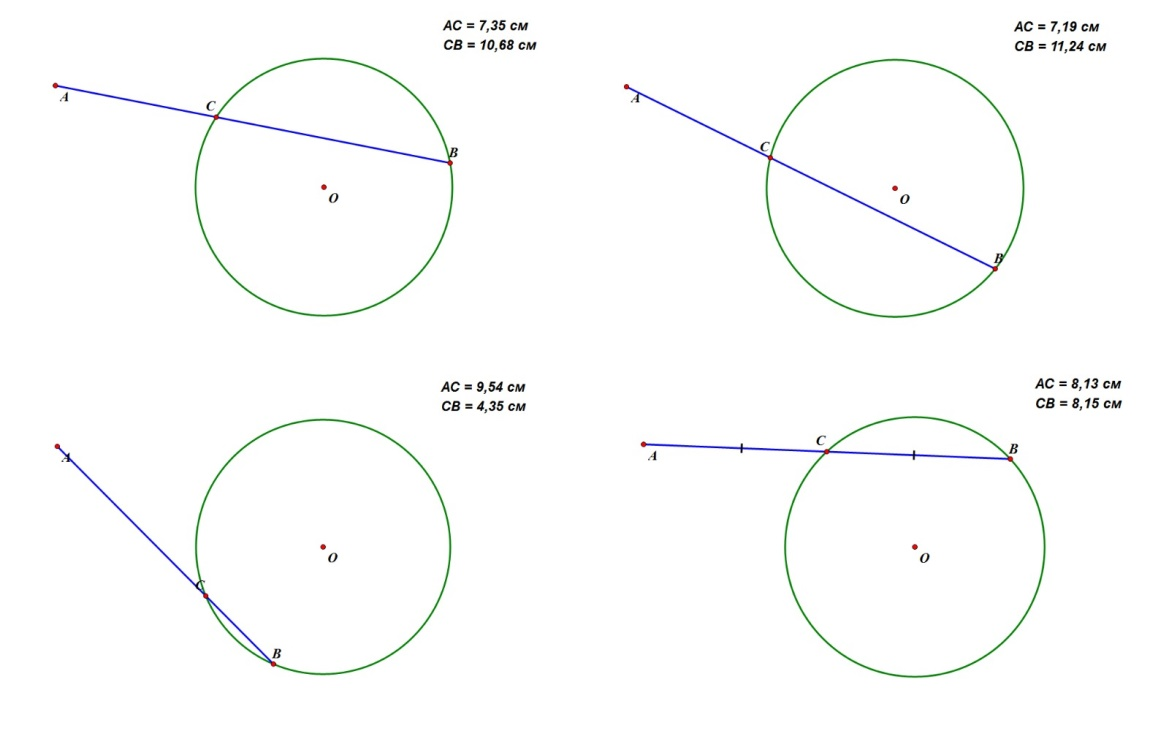 AC = 7,35 см
CB = 10,68 см
A
C
B
O
AC = 7,19 см
CB = 11,24 см
A
C
O
B
AC = 9,54 см
CB = 4,35 см
A
O
C
B
AC = 8,13 см
CB = 8,15 см
C
B
A
O